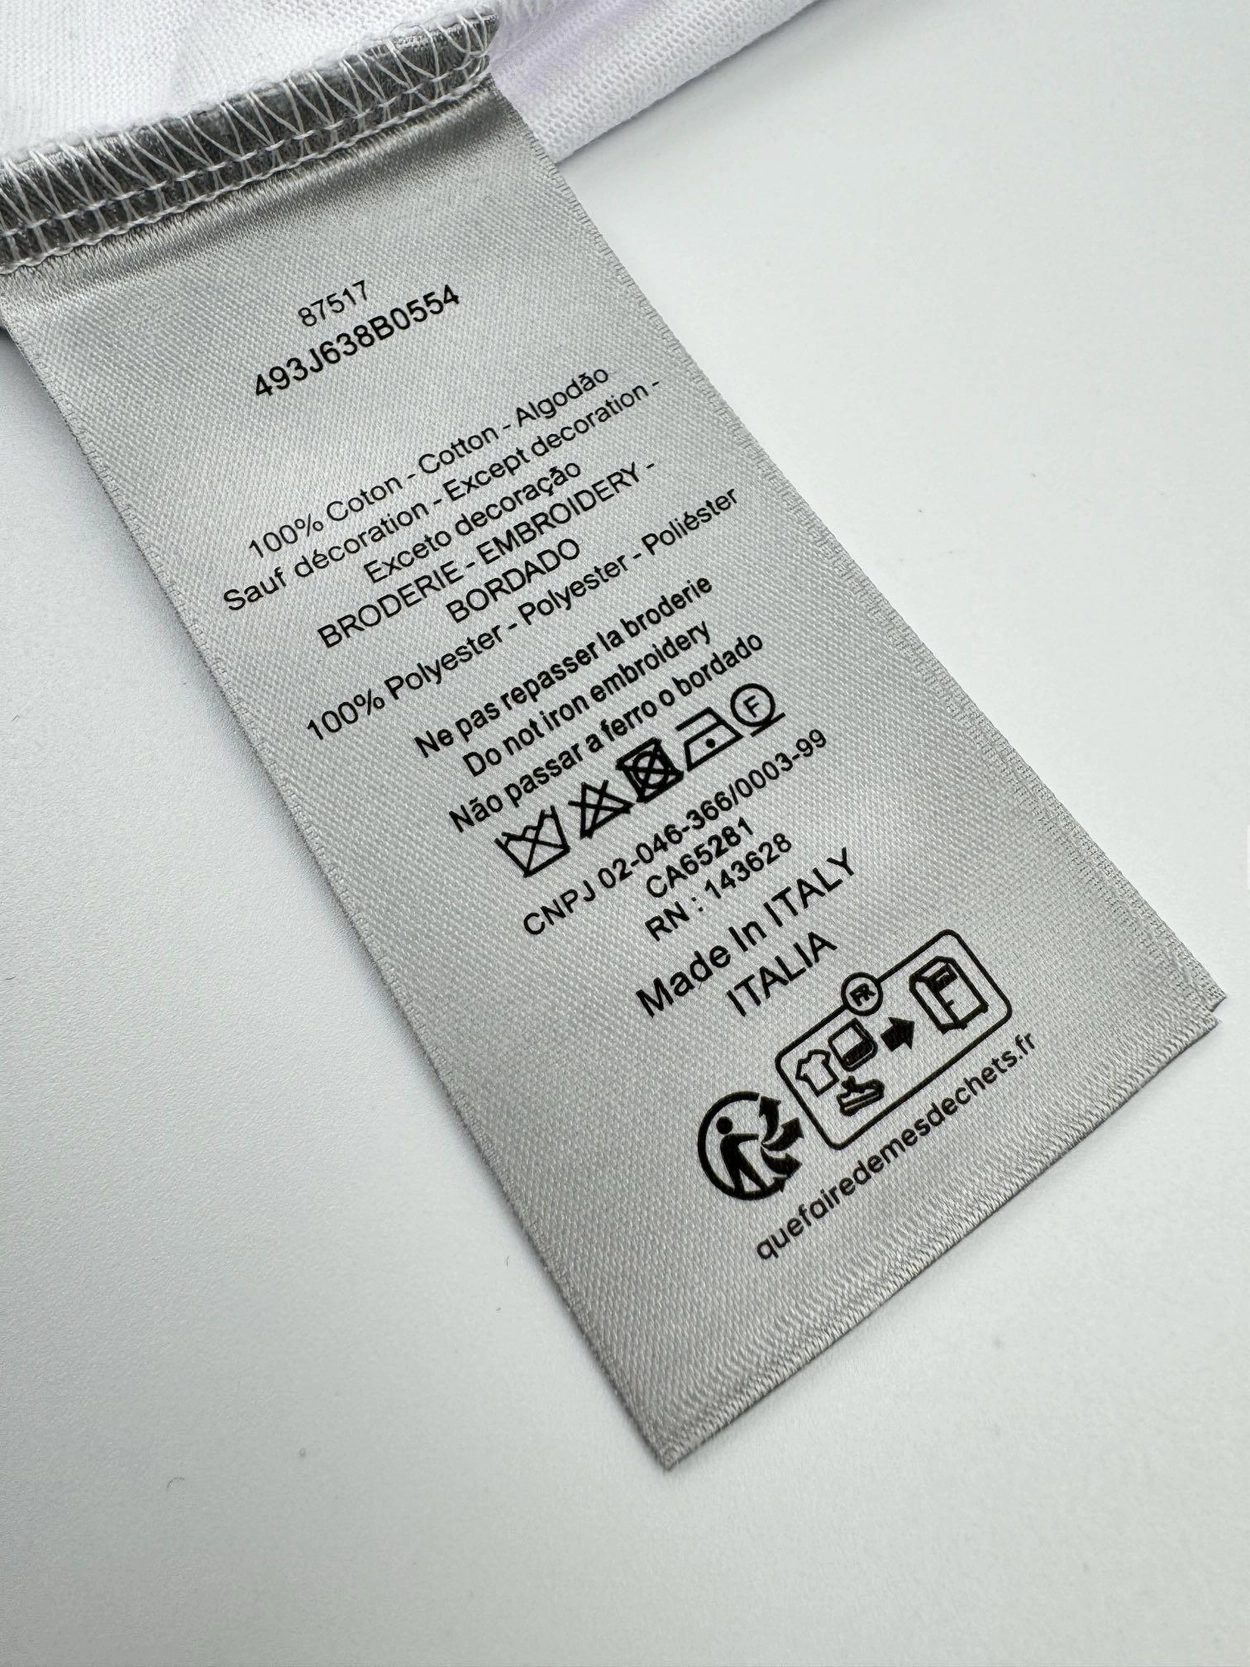 87517
493J638B0554
100% Coton - Cotton - Algodão
Sauf décoration - Except decoration -
Exceto decoração
BRODERIE - EMBROIDERY -
BORDADO
100% Polyester - Polyester - Poliéster
Ne pas repasser la broderie
Do not iron embroidery
Não passar a ferro o bordado
F
CNPJ 02-046-366/0003-99
CA65281
RN : 143628
Made In ITALY
ITALIA
FR
quefairedemesdechets.fr